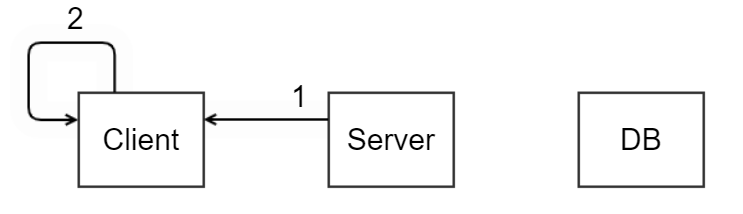 2
1
Client
Server
DB